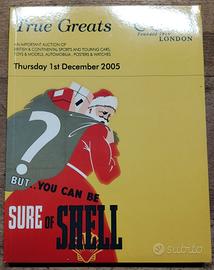 True Greats
Founded
LONDON
AN IMPORTANT AUCTION OF
BRITISH & CONTINENTAL SPORTS AND TOURING CARS,
TOYS & MODELS, AUTOMOBILIA, POSTERS & WATCHES
Thursday 1st December 2005
?
BUT...YOU CAN BE
SURE OF SHELL
subito